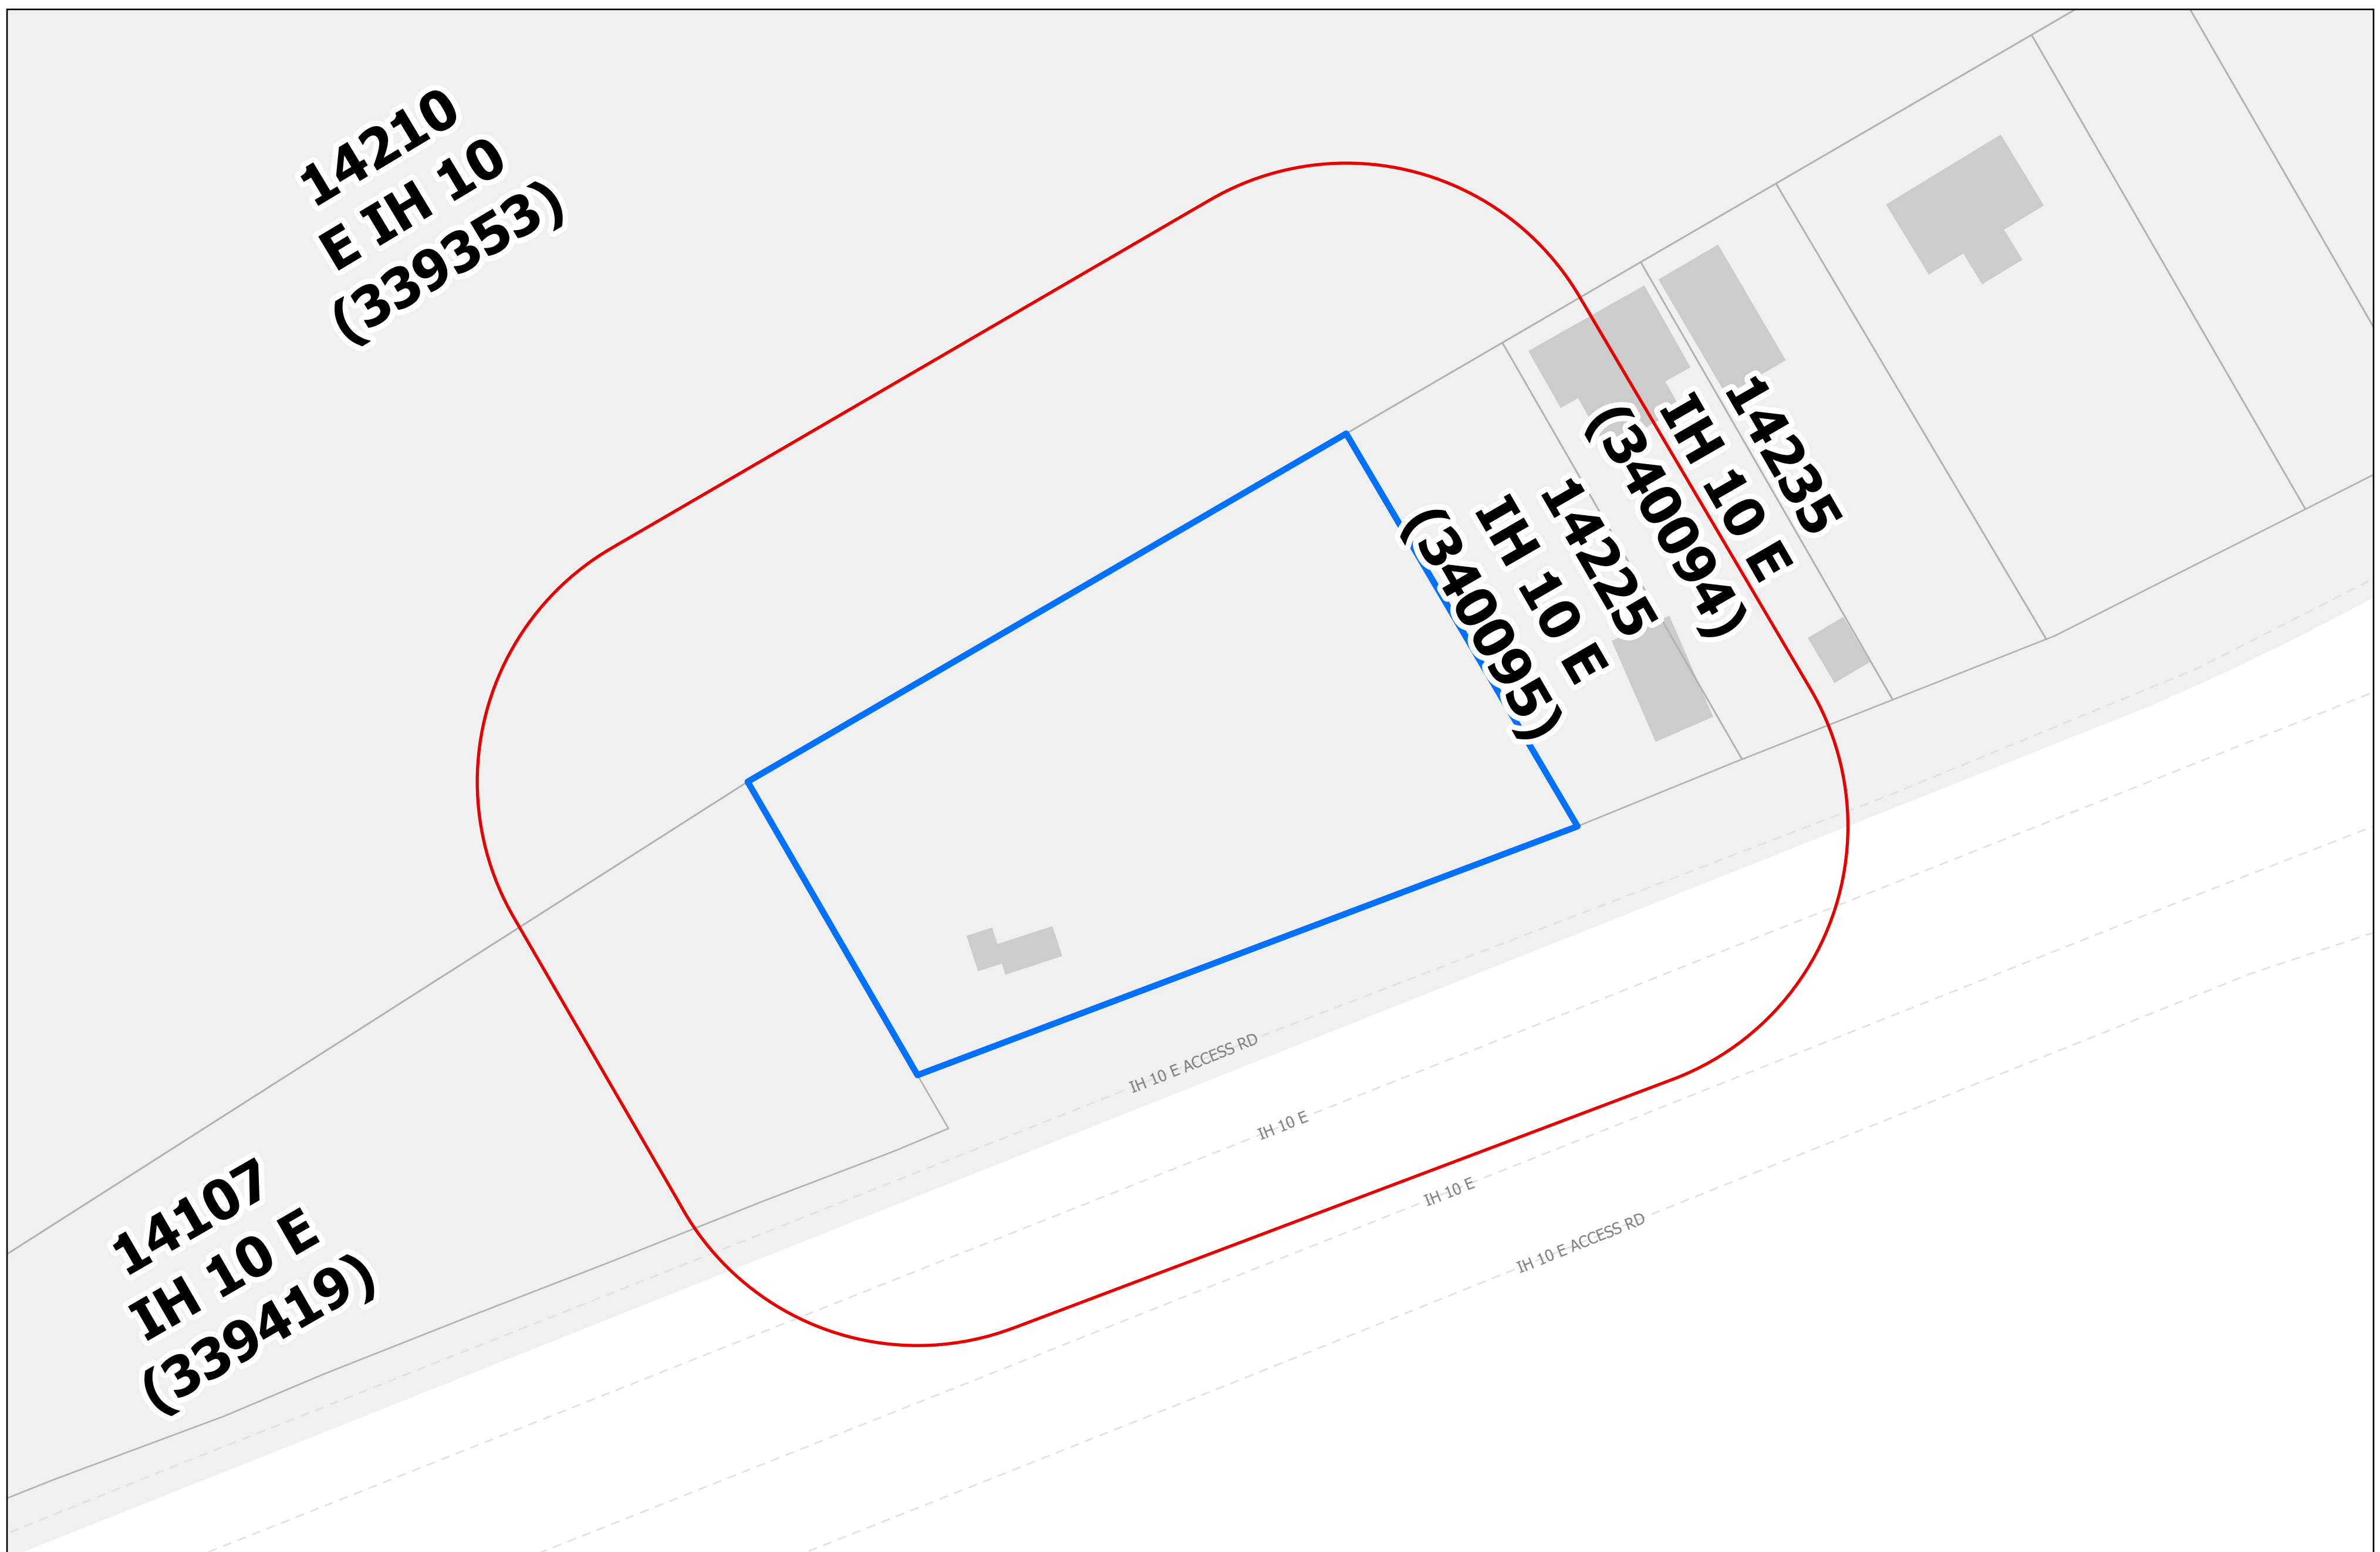 14210
E IH 10
(339353)
14235
IH 10 E
(340094)
14225
IH 10 E
(340095)
IH 10 E ACCESS RD
IH 10 E
IH 10 E
IH 10 E ACCESS RD
14107
IH 10 E
(339419)